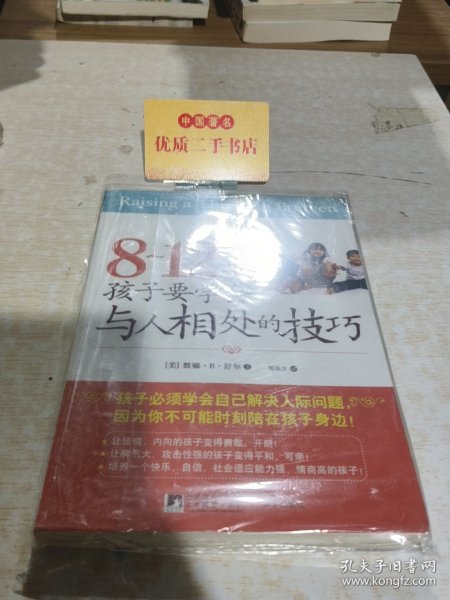 中国著名
优质二手书店
Raising a
8~12
孩子要学
与人相处的技巧
[美] 默娜·B·舒尔 著
孩子必须学会自己解决人际问题，
因为你不可能时刻陪在孩子身边！
★ 让怯懦、内向的孩子变得勇敢、开朗！
★ 让脾气大、攻击性强的孩子变得平和、可亲！
★ 培养一个快乐、自信、社会适应能力强、情商高的孩子！
孔夫子旧书网
www.kongfz.com